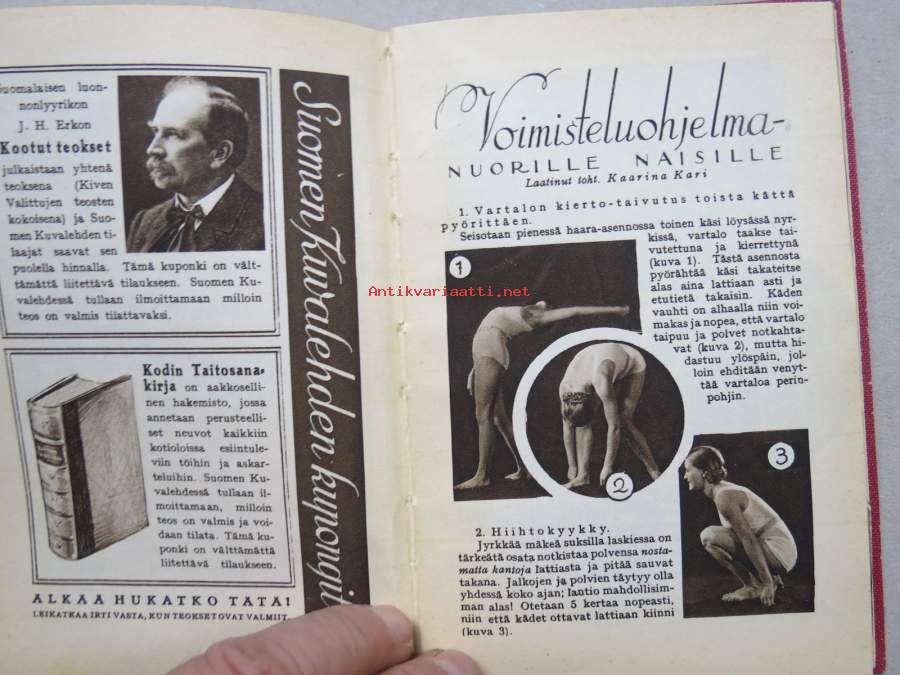 Suomalaisen luon-
nonlyyrikon
J. H. Erkon
Kootut teokset
julkaistaan yhtenä
teoksena (Kiven
Valittujen teosten
kokoisena) ja Suo-
men Kuvalehden ti-
laajat saavat sen
puolella hinnalla. Tämä kuponki on vält-
tämättä liitettävä tilaukseen. Suomen Ku-
valehdessä tullaan ilmoittamaan milloin
teos on valmis tilattavaksi.
Kodin Taitosana-
kirja on aakkoselli-
nen hakemisto, jossa
annetaan perusteelli-
set neuvot kaikkiin
kotioloissa esiintule-
viin töihin ja askar-
teluihin. Suomen Ku-
valehdessä tullaan il-
moittamaan, milloin
teos on valmis ja voi-
daan tilata. Tämä ku-
ponki on välttämättä
liitettävä tilaukseen.
ÄLKÄÄ HUKATKO TÄTÄ!
LEIKATKAA IRTI VASTA, KUN TEOKSET OVAT VALMIIT.
Suomen Kuvalehden kupongit
Voimisteluohjelma-
NUORILLE NAISILLE
Laatinut toht. Kaarina Kari
1. Vartalon kierto-taivutus toista kättä
pyörittäen.
Seisotaan pienessä haara-asennossa toinen käsi löysässä nyr-
kissä, vartalo taakse tai-
vutettuna ja kierrettynä
(kuva 1). Tästä asennosta
pyörähtää käsi takateitse
alas aina lattiaan asti ja
etutietä takaisin. Käden
vauhti on alhaalla niin voi-
makas ja nopea, että vartalo
taipuu ja polvet notkahta-
vat (kuva 2), mutta hi-
dastuu ylöspäin, jol-
loin ehditään venyt-
tää vartaloa perin-
pohjin.
1
2
3
2. Hiihtokyykky.
Jyrkkää mäkeä suksilla laskiessa on
tärkeätä osata notkistaa polvensa nosta-
matta kantoja lattiasta ja pitää sauvat
takana. Jalkojen ja polvien täytyy olla
yhdessä koko ajan; lantio mahdollisim-
man alas! Otetaan 5 kertaa nopeasti,
niin että kädet ottavat lattiaan kiinni
(kuva 3).
Antikvariaatti.net